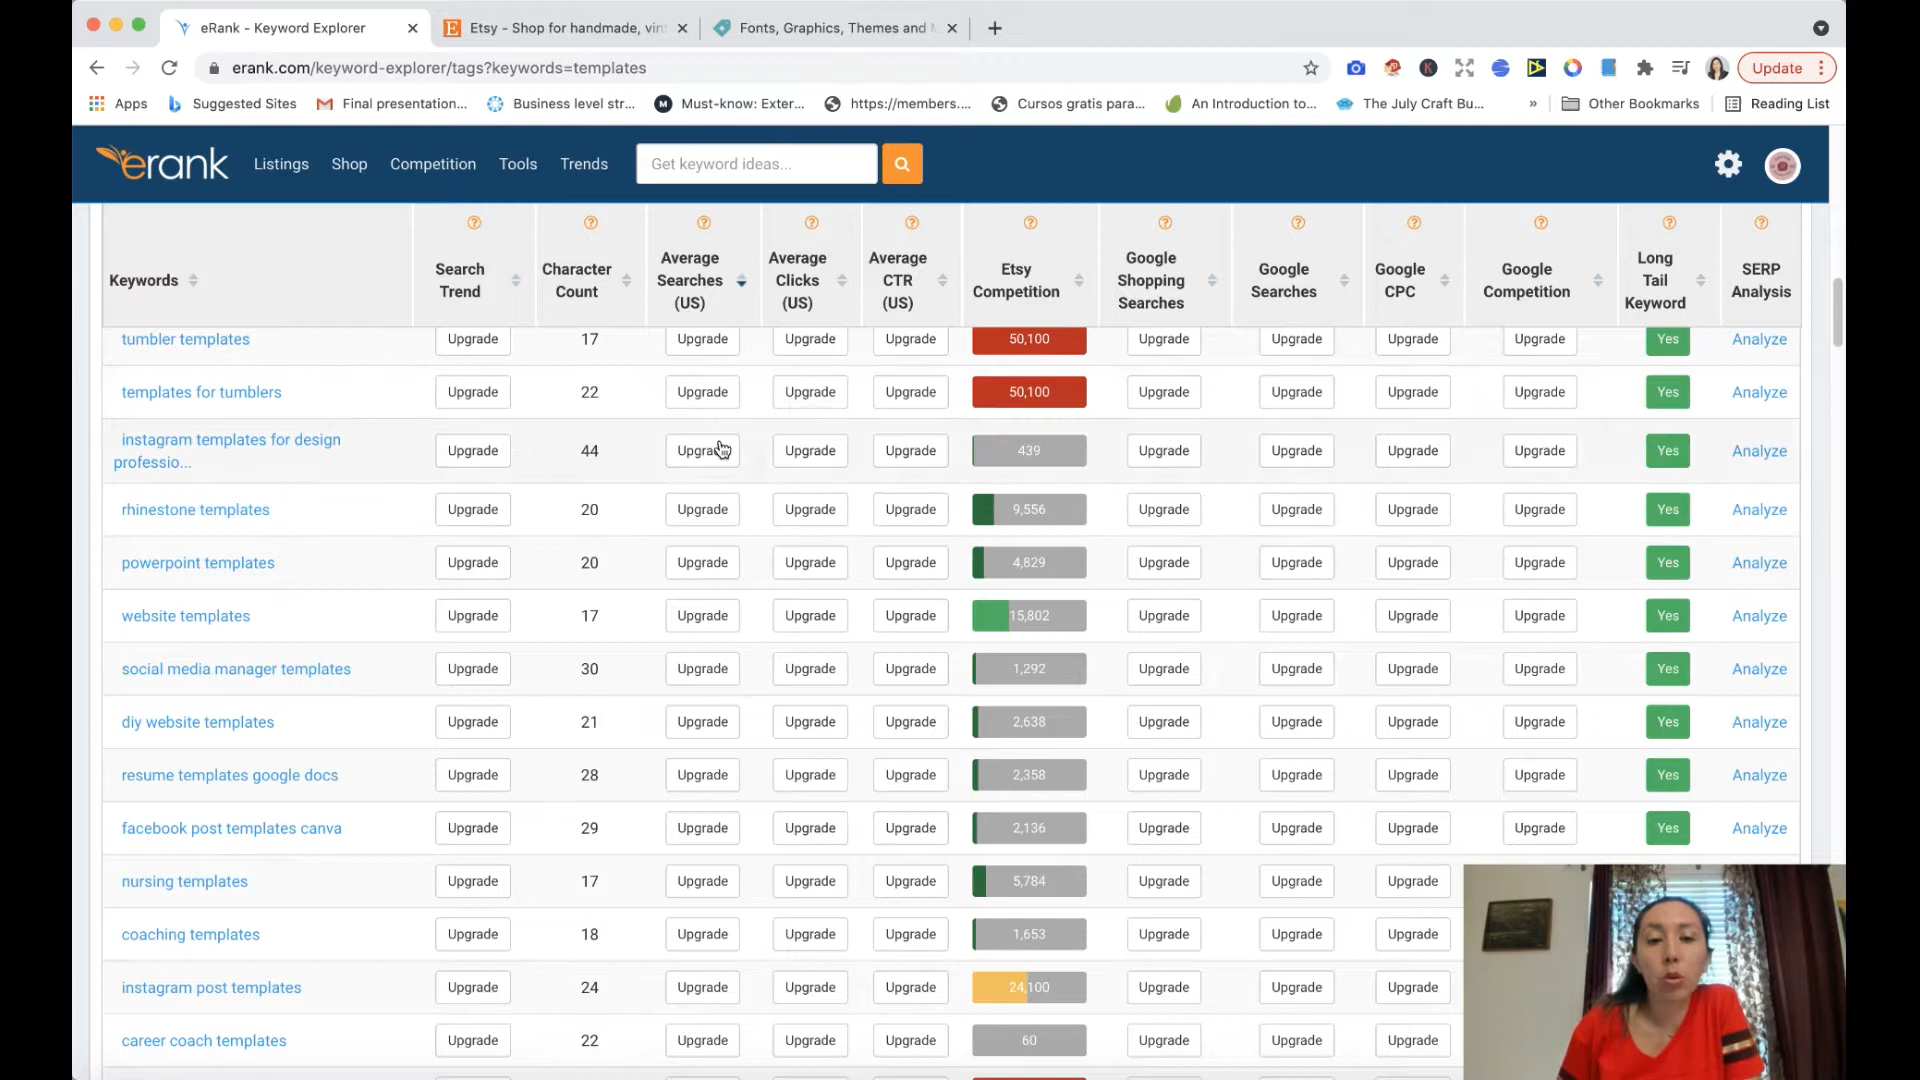 eRank - Keyword Explorer
Etsy - Shop for handmade, vin
Fonts, Graphics, Themes and
erank.com/keyword-explorer/tags?keywords=templates
Update
Apps
Suggested Sites
Final presentation...
Business level str...
Must-know: Exter...
https://members....
Cursos gratis para...
An Introduction to...
The July Craft Bu...
»
Other Bookmarks
Reading List
erank
Listings
Shop
Competition
Tools
Trends
Get keyword ideas...
Keywords
Search Trend
Character Count
Average Searches (US)
Average Clicks (US)
Average CTR (US)
Etsy Competition
Google Shopping Searches
Google Searches
Google CPC
Google Competition
Long Tail Keyword
SERP Analysis
tumbler templates Upgrade 17 Upgrade Upgrade Upgrade 50,100 Upgrade Upgrade Upgrade Upgrade Yes Analyze
templates for tumblers Upgrade 22 Upgrade Upgrade Upgrade 50,100 Upgrade Upgrade Upgrade Upgrade Yes Analyze
instagram templates for design
professio... Upgrade 44 Upgrade Upgrade Upgrade 439 Upgrade Upgrade Upgrade Upgrade Yes Analyze
rhinestone templates Upgrade 20 Upgrade Upgrade Upgrade 9,556 Upgrade Upgrade Upgrade Upgrade Yes Analyze
powerpoint templates Upgrade 20 Upgrade Upgrade Upgrade 4,829 Upgrade Upgrade Upgrade Upgrade Yes Analyze
website templates Upgrade 17 Upgrade Upgrade Upgrade 15,802 Upgrade Upgrade Upgrade Upgrade Yes Analyze
social media manager templates Upgrade 30 Upgrade Upgrade Upgrade 1,292 Upgrade Upgrade Upgrade Upgrade Yes Analyze
diy website templates Upgrade 21 Upgrade Upgrade Upgrade 2,638 Upgrade Upgrade Upgrade Upgrade Yes Analyze
resume templates google docs Upgrade 28 Upgrade Upgrade Upgrade 2,358 Upgrade Upgrade Upgrade Upgrade Yes Analyze
facebook post templates canva Upgrade 29 Upgrade Upgrade Upgrade 2,136 Upgrade Upgrade Upgrade Upgrade Yes Analyze
nursing templates Upgrade 17 Upgrade Upgrade Upgrade 5,784 Upgrade Upgrade Upgrade
coaching templates Upgrade 18 Upgrade Upgrade Upgrade 1,653 Upgrade Upgrade Upgrade
instagram post templates Upgrade 24 Upgrade Upgrade Upgrade 24,100 Upgrade Upgrade Upgrade
career coach templates Upgrade 22 Upgrade Upgrade Upgrade 60 Upgrade Upgrade Upgrade